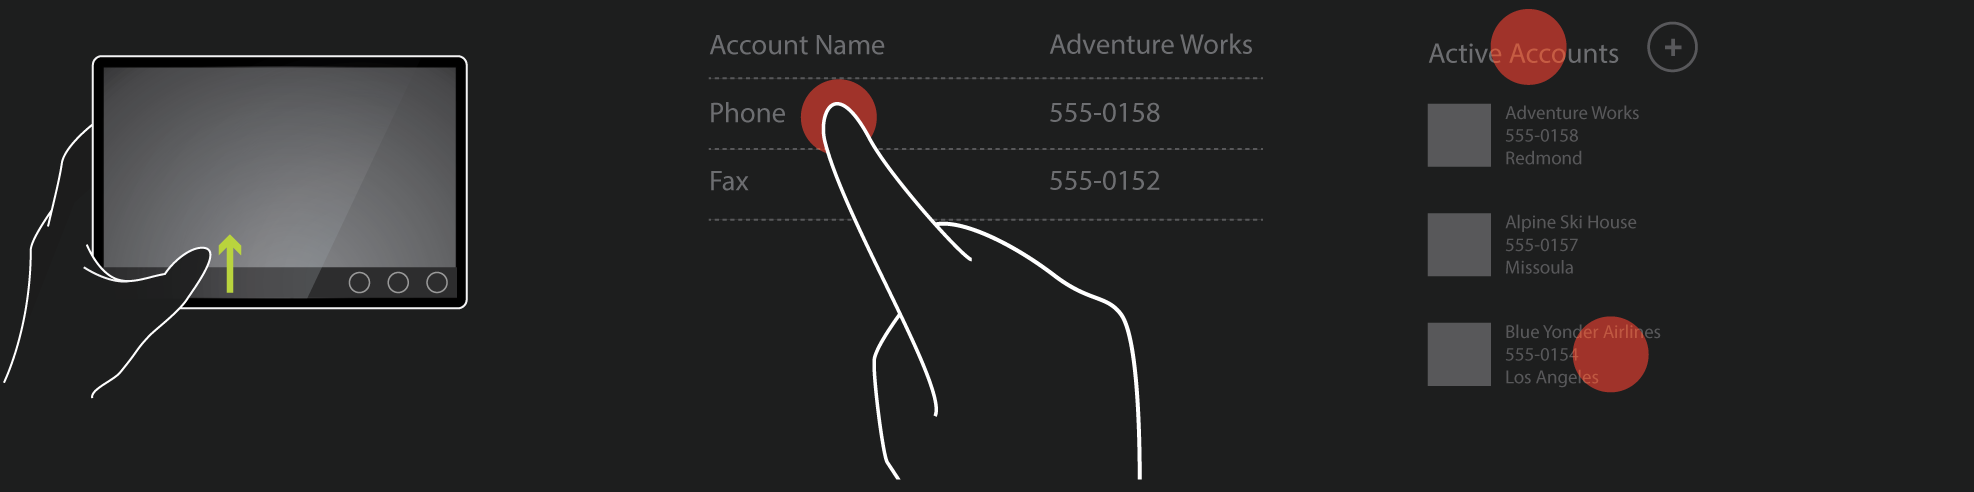 Account Name Adventure Works
Phone 555-0158
Fax 555-0152
Active Accounts
Adventure Works
555-0158
Redmond
Alpine Ski House
555-0157
Missoula
Blue Yonder Airlines
555-0154
Los Angeles